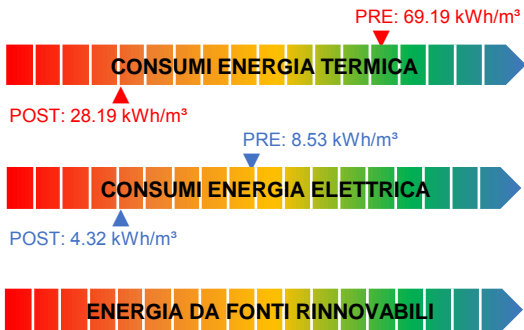 PRE: 69.19 kWh/m³
CONSUMI ENERGIA TERMICA
POST: 28.19 kWh/m³
PRE: 8.53 kWh/m³
CONSUMI ENERGIA ELETTRICA
POST: 4.32 kWh/m³
ENERGIA DA FONTI RINNOVABILI